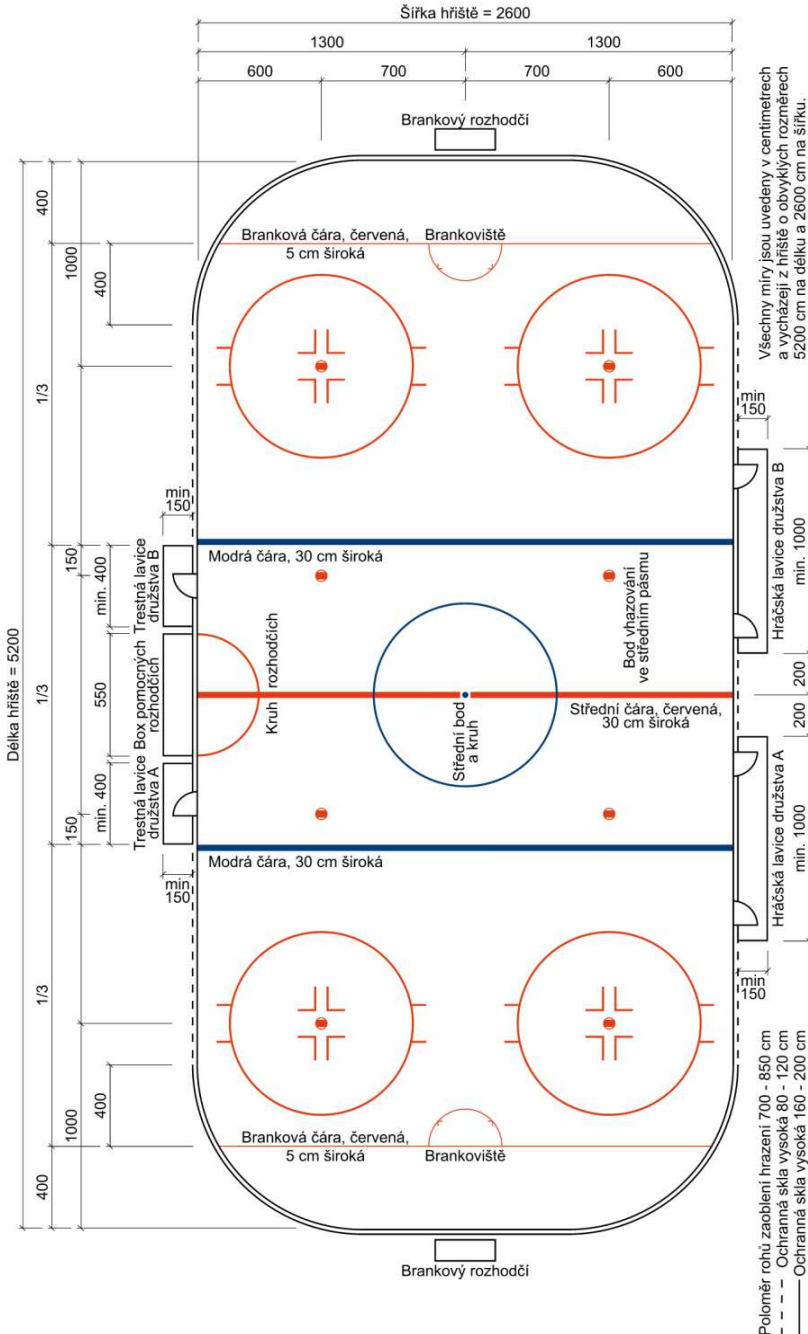 Šířka hřiště = 2600
1300
1300
600
700
700
600
Brankový rozhodčí
Všechny míry jsou uvedeny v centimetrech
a vycházejí z hřiště o obvyklých rozměrech
5200 cm na délku a 2600 cm na šířku.
Délka hřiště = 5200
400
1000
400
Branková čára, červená,
5 cm široká
Brankoviště
1/3
min
150
min
150
Modrá čára, 30 cm široká
150
min. 400
Trestná lavice
družstva B
Hráčská lavice družstva B
min. 1000
Bod vhazování
ve středním pásmu
1/3
550
Box pomocných
rozhodčích
Kruh rozhodčích
Střední bod
a kruh
Střední čára, červená,
30 cm široká
200
200
150
min. 400
Trestná lavice
družstva A
Hráčská lavice družstva A
min. 1000
Modrá čára, 30 cm široká
min
150
min
150
1/3
1000
400
400
Branková čára, červená,
5 cm široká
Brankoviště
Brankový rozhodčí
Poloměr rohů zaoblení hrazení 700 - 850 cm
Ochranná skla vysoká 80 - 120 cm
Ochranná skla vysoká 160 - 200 cm